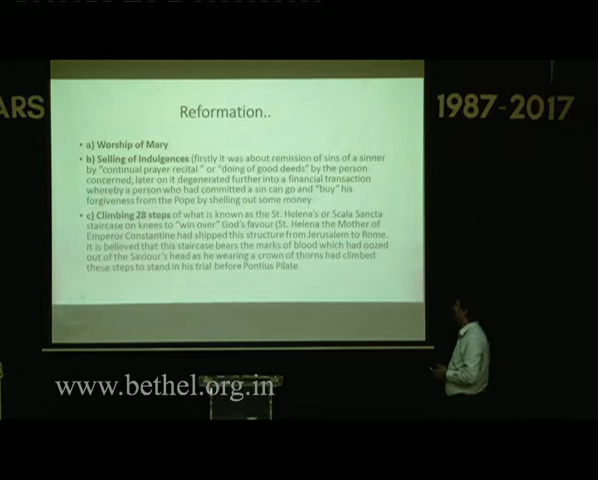 Reformation..
ARS
1987-2017
• a) Worship of Mary
• b) Selling of Indulgences (firstly it was about remission of sins of a sinner
by "continual prayer recital " or "doing of good deeds" by the person
concerned, later on it degenerated further into a financial transaction
whereby a person who had committed a sin can go and "buy" his
forgiveness from the Pope by shelling out some money
• c) Climbing 28 steps of what is known as the St. Helena's or Scala Sancta
staircase on knees to "win over" God's favour (St. Helena the Mother of
Emperor Constantine had shipped this structure from Jerusalem to Rome.
It is believed that this staircase bears the marks of blood which had oozed
out of the Saviour's head as he wearing a crown of thorns had climbed
these steps to stand in his trial before Pontius Pilate
www.bethel.org.in